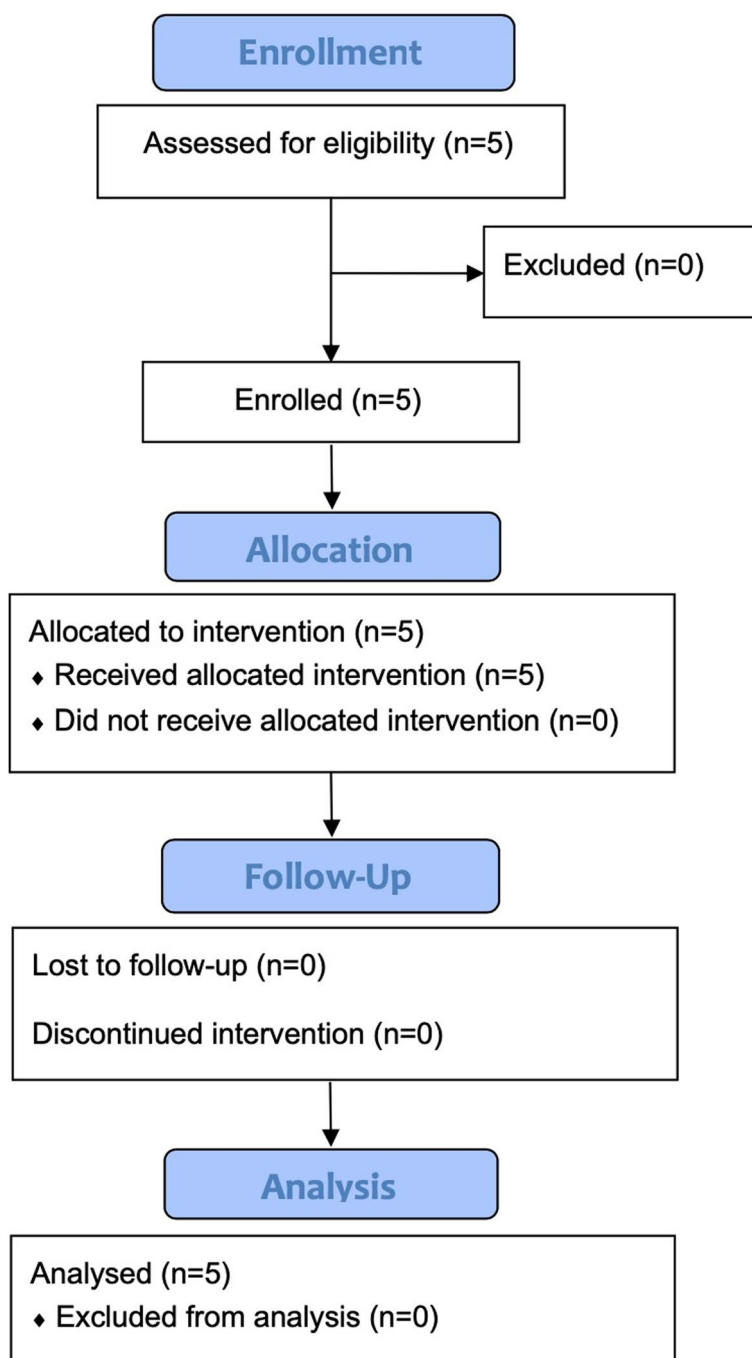 Enrollment
Assessed for eligibility (n=5)
Excluded (n=0)
Enrolled (n=5)
Allocation
Allocated to intervention (n=5)
♦ Received allocated intervention (n=5)
♦ Did not receive allocated intervention (n=0)
Follow-Up
Lost to follow-up (n=0)
Discontinued intervention (n=0)
Analysis
Analysed (n=5)
♦ Excluded from analysis (n=0)